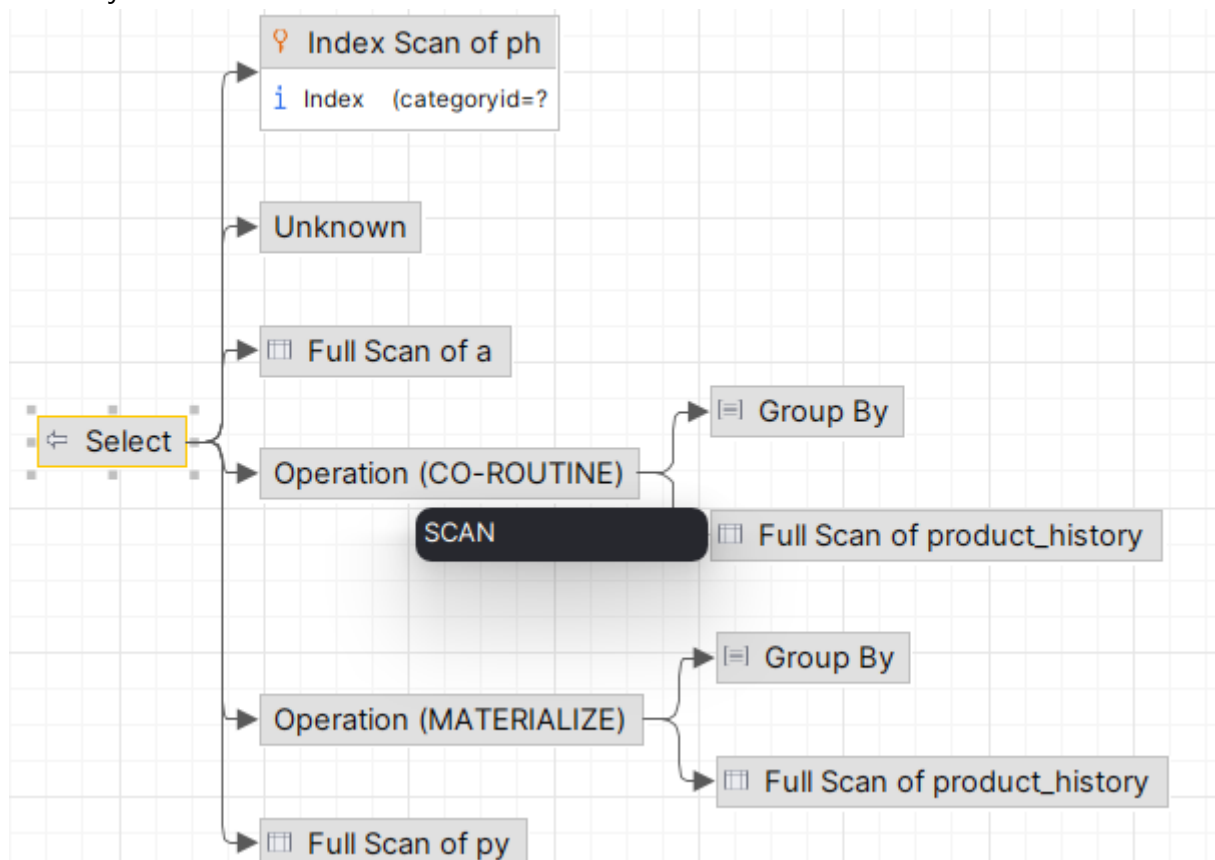 Index Scan of ph
i Index (categoryid=?
Unknown
Full Scan of a
Group By
Select
Operation (CO-ROUTINE)
SCAN
Full Scan of product_history
Group By
Operation (MATERIALIZE)
Full Scan of product_history
Full Scan of py